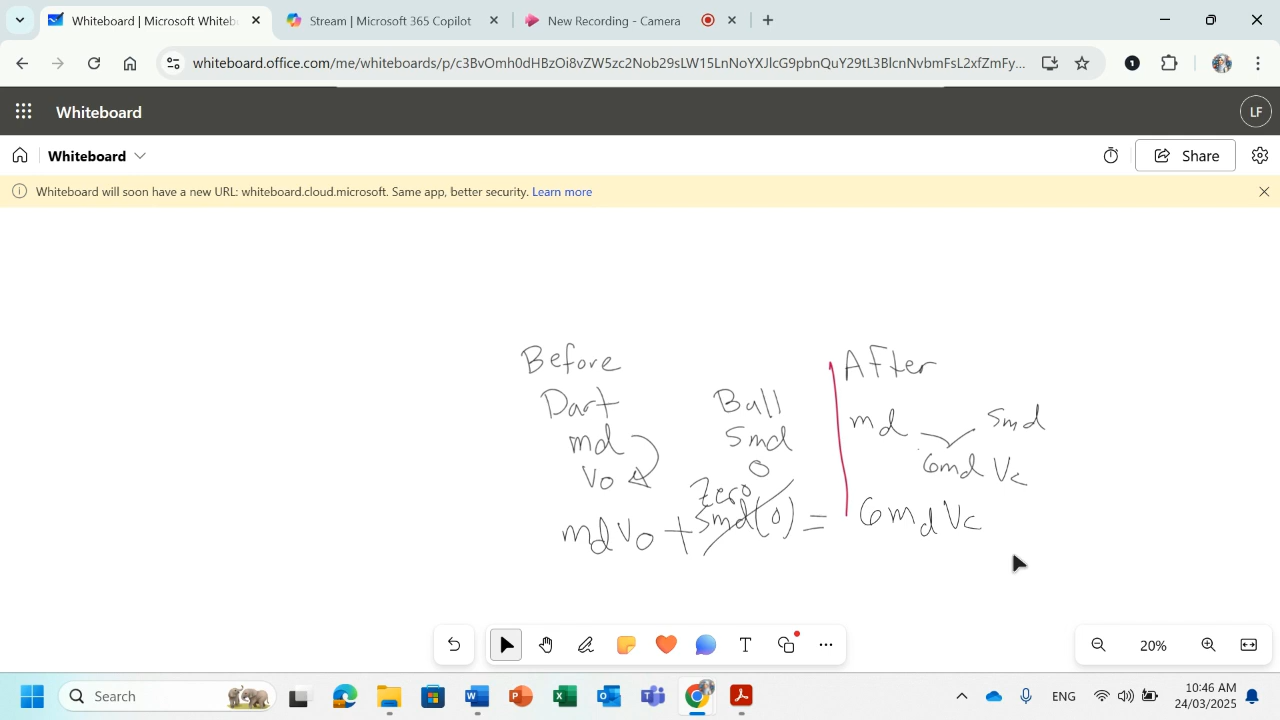 Whiteboard | Microsoft Whiteb
Stream | Microsoft 365 Copilot
New Recording - Camera
whiteboard.office.com/me/whiteboards/p/c3BvOmh0dHBzOi8vZW5zc2Nob29sLW15LnNoYXJlcG9pbnQuY29tL3BlcnNvbmFsL2xfZmFy...
1
Whiteboard
LF
Whiteboard
Share
Whiteboard will soon have a new URL: whiteboard.cloud.microsoft. Same app, better security. Learn more
Before After
Dart Ball
md 5md md 5md
Vo 0 6md Vc
Zero
mdVo + 5md(0) = 6mdVc
20%
Search
ENG
10:46 AM
24/03/2025